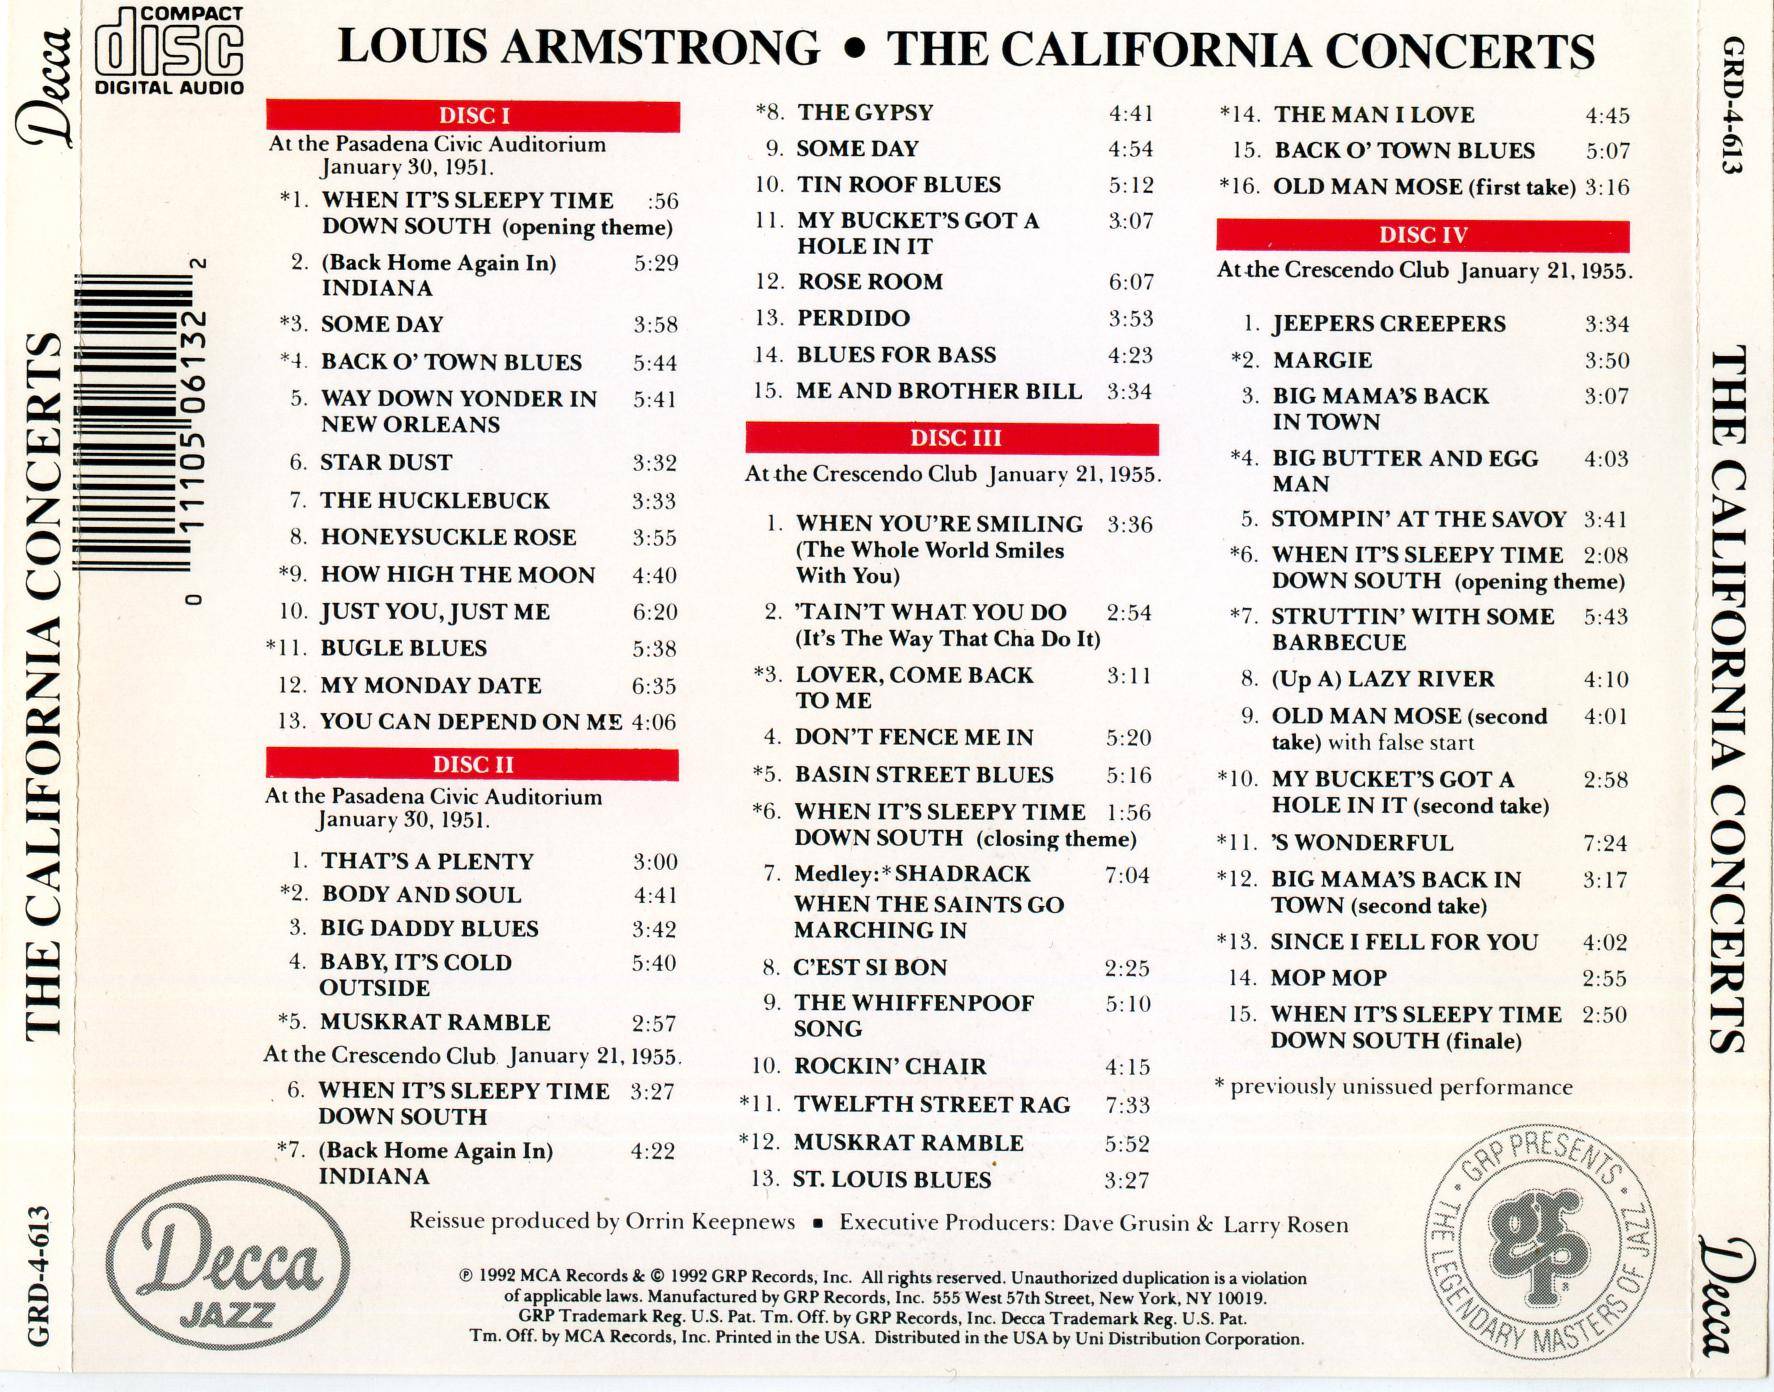 COMPACT
disc
DIGITAL AUDIO
LOUIS ARMSTRONG • THE CALIFORNIA CONCERTS
Decca
THE CALIFORNIA CONCERTS
GRD-4-613
0 11105 06132 2
DISC I
At the Pasadena Civic Auditorium
January 30, 1951.
*1. WHEN IT'S SLEEPY TIME :56
DOWN SOUTH (opening theme)
2. (Back Home Again In) 5:29
INDIANA
*3. SOME DAY 3:58
*4. BACK O' TOWN BLUES 5:44
5. WAY DOWN YONDER IN 5:41
NEW ORLEANS
6. STAR DUST 3:32
7. THE HUCKLEBUCK 3:33
8. HONEYSUCKLE ROSE 3:55
*9. HOW HIGH THE MOON 4:40
10. JUST YOU, JUST ME 6:20
*11. BUGLE BLUES 5:38
12. MY MONDAY DATE 6:35
13. YOU CAN DEPEND ON ME 4:06
DISC II
At the Pasadena Civic Auditorium
January 30, 1951.
1. THAT'S A PLENTY 3:00
*2. BODY AND SOUL 4:41
3. BIG DADDY BLUES 3:42
4. BABY, IT'S COLD 5:40
OUTSIDE
*5. MUSKRAT RAMBLE 2:57
At the Crescendo Club January 21, 1955.
6. WHEN IT'S SLEEPY TIME 3:27
DOWN SOUTH
*7. (Back Home Again In) 4:22
INDIANA
*8. THE GYPSY 4:41
9. SOME DAY 4:54
10. TIN ROOF BLUES 5:12
11. MY BUCKET'S GOT A 3:07
HOLE IN IT
12. ROSE ROOM 6:07
13. PERDIDO 3:53
14. BLUES FOR BASS 4:23
15. ME AND BROTHER BILL 3:34
DISC III
At the Crescendo Club January 21, 1955.
1. WHEN YOU'RE SMILING 3:36
(The Whole World Smiles
With You)
2. 'TAIN'T WHAT YOU DO 2:54
(It's The Way That Cha Do It)
*3. LOVER, COME BACK 3:11
TO ME
4. DON'T FENCE ME IN 5:20
*5. BASIN STREET BLUES 5:16
*6. WHEN IT'S SLEEPY TIME 1:56
DOWN SOUTH (closing theme)
7. Medley:*SHADRACK 7:04
WHEN THE SAINTS GO
MARCHING IN
8. C'EST SI BON 2:25
9. THE WHIFFENPOOF 5:10
SONG
10. ROCKIN' CHAIR 4:15
*11. TWELFTH STREET RAG 7:33
*12. MUSKRAT RAMBLE 5:52
13. ST. LOUIS BLUES 3:27
*14. THE MAN I LOVE 4:45
15. BACK O' TOWN BLUES 5:07
*16. OLD MAN MOSE (first take) 3:16
DISC IV
At the Crescendo Club January 21, 1955.
1. JEEPERS CREEPERS 3:34
*2. MARGIE 3:50
3. BIG MAMA'S BACK 3:07
IN TOWN
*4. BIG BUTTER AND EGG 4:03
MAN
5. STOMPIN' AT THE SAVOY 3:41
*6. WHEN IT'S SLEEPY TIME 2:08
DOWN SOUTH (opening theme)
*7. STRUTTIN' WITH SOME 5:43
BARBECUE
8. (Up A) LAZY RIVER 4:10
9. OLD MAN MOSE (second 4:01
take) with false start
*10. MY BUCKET'S GOT A 2:58
HOLE IN IT (second take)
*11. 'S WONDERFUL 7:24
*12. BIG MAMA'S BACK IN 3:17
TOWN (second take)
*13. SINCE I FELL FOR YOU 4:02
14. MOP MOP 2:55
15. WHEN IT'S SLEEPY TIME 2:50
DOWN SOUTH (finale)
* previously unissued performance
Reissue produced by Orrin Keepnews ▪ Executive Producers: Dave Grusin & Larry Rosen
℗ 1992 MCA Records & © 1992 GRP Records, Inc. All rights reserved. Unauthorized duplication is a violation
of applicable laws. Manufactured by GRP Records, Inc. 555 West 57th Street, New York, NY 10019.
GRP Trademark Reg. U.S. Pat. Tm. Off. by GRP Records, Inc. Decca Trademark Reg. U.S. Pat.
Tm. Off. by MCA Records, Inc. Printed in the USA. Distributed in the USA by Uni Distribution Corporation.
Decca
JAZZ
• GRP PRESENTS • THE LEGENDARY MASTERS OF JAZZ
grp®
GRD-4-613
THE CALIFORNIA CONCERTS
Decca